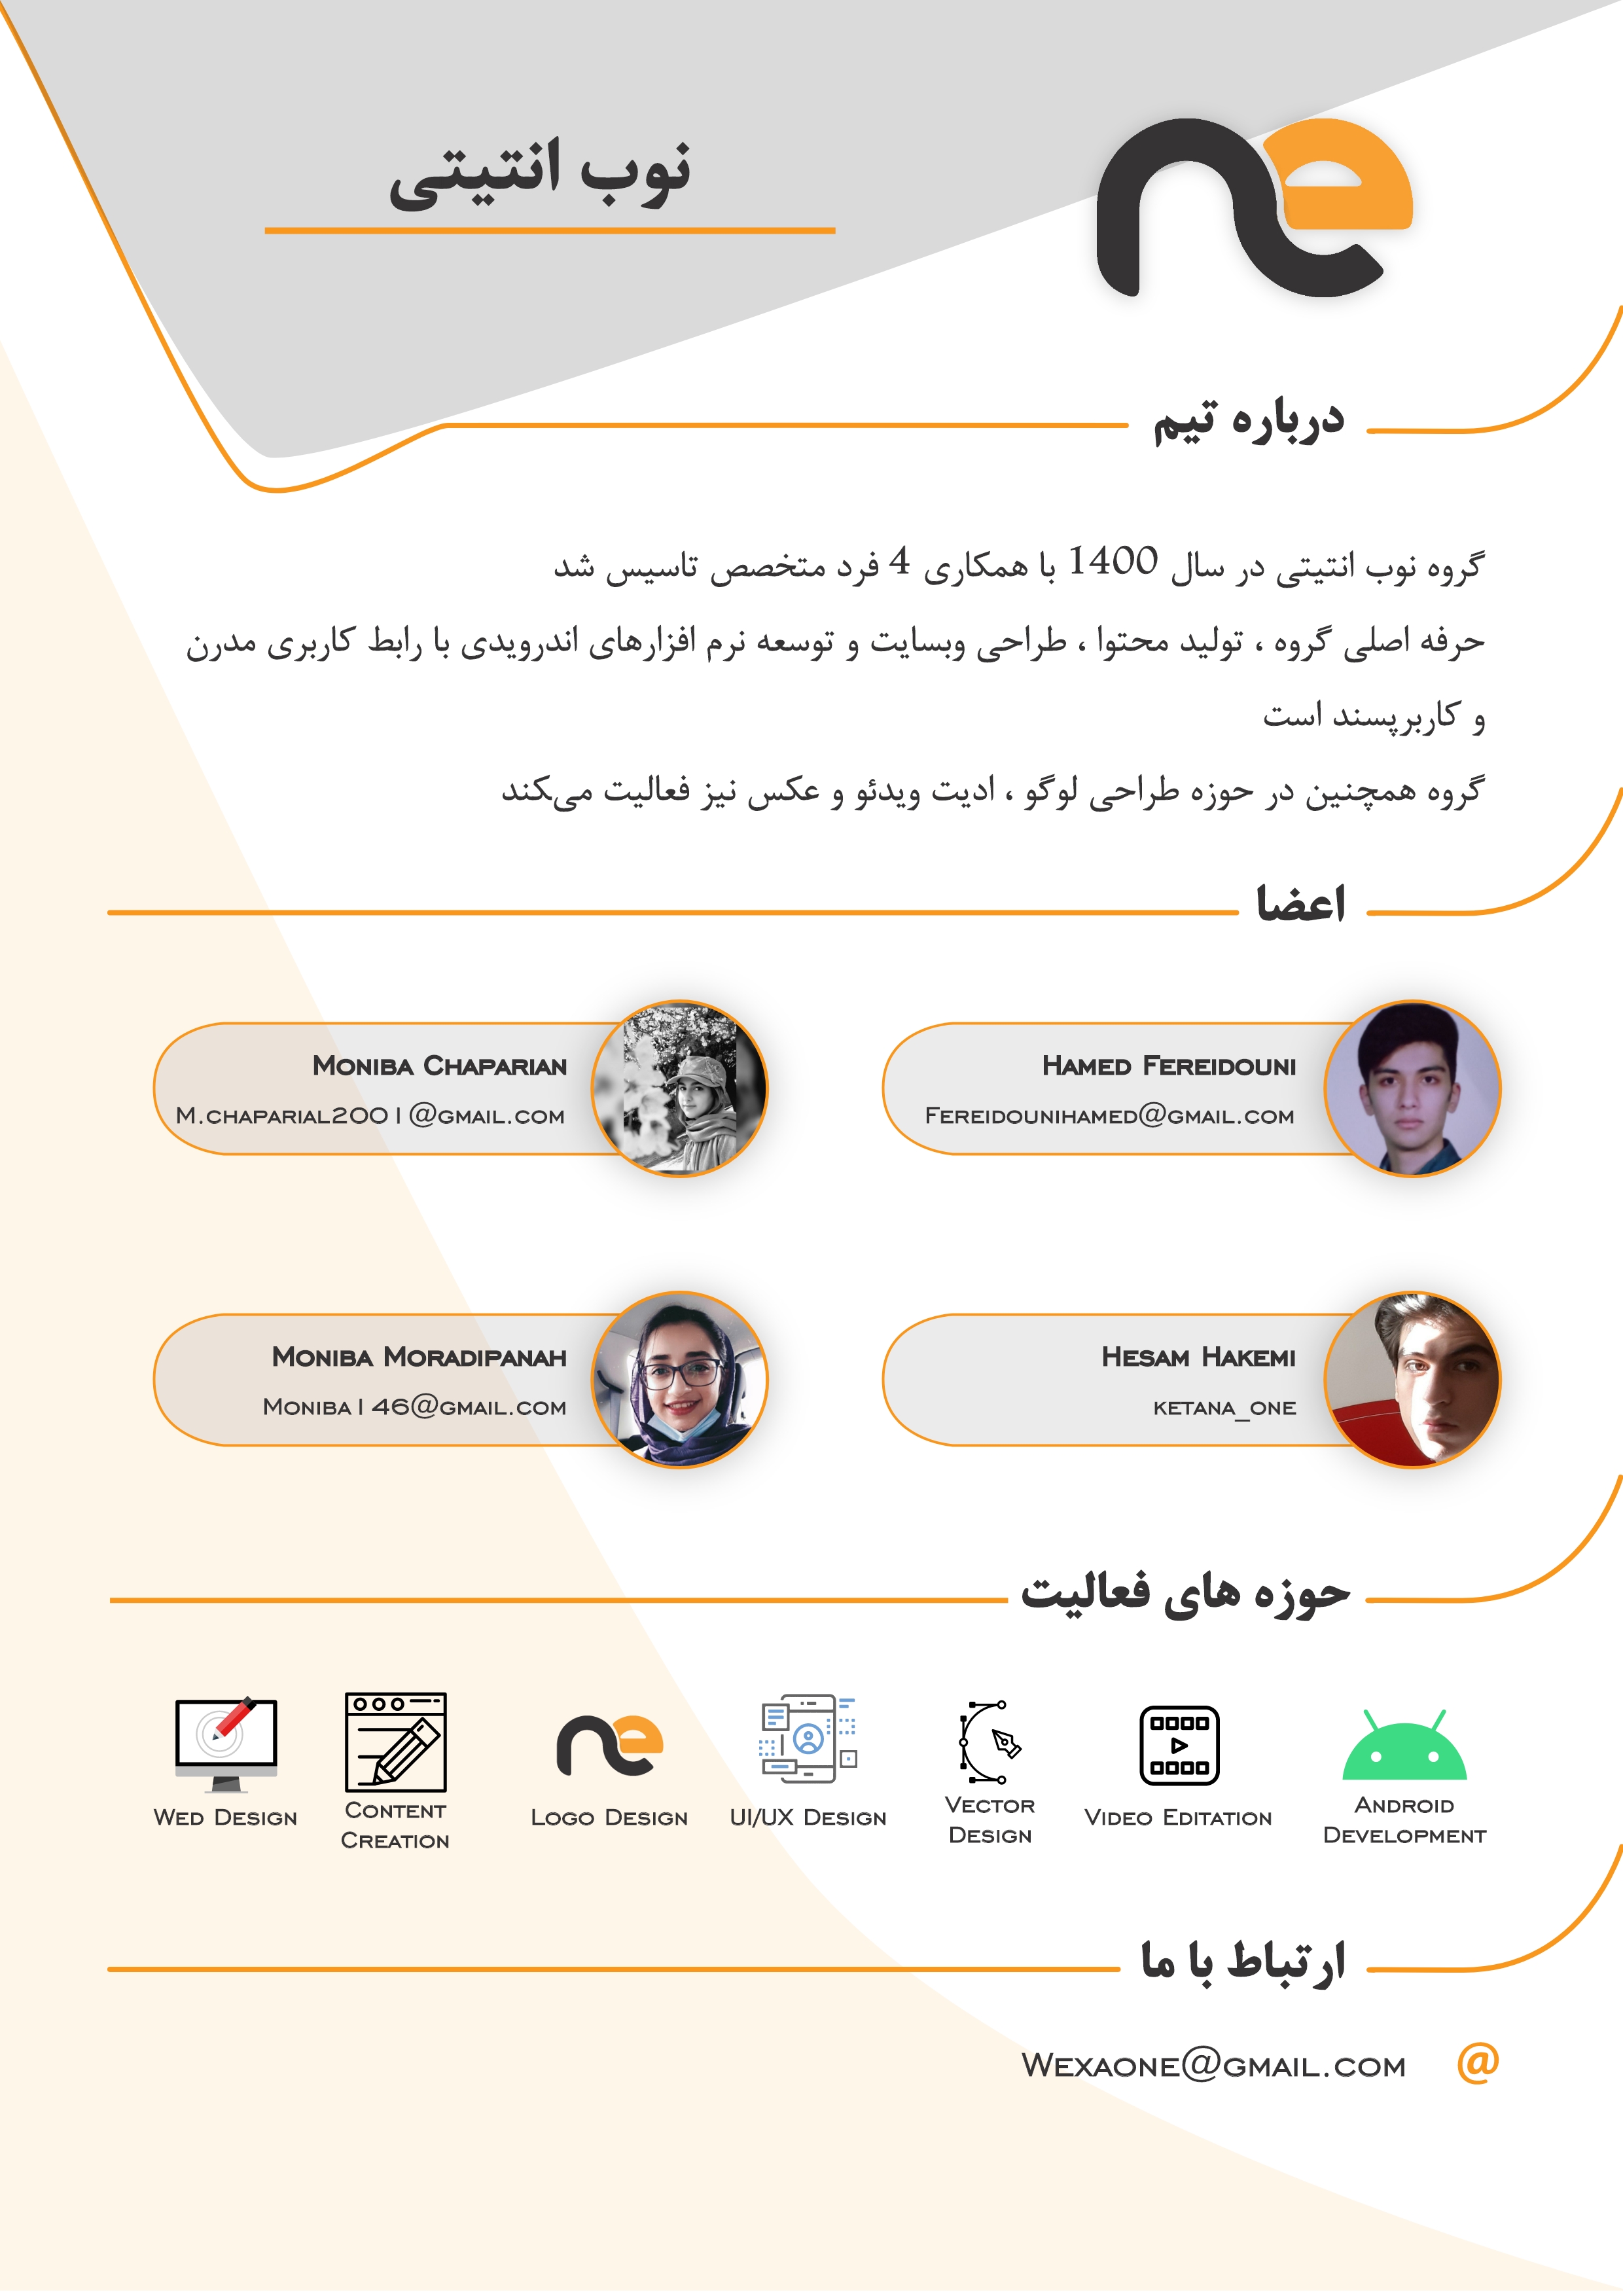 نوب انتیتی
ne
درباره تیم
گروه نوب انتیتی در سال 1400 با همکاری 4 فرد متخصص تاسیس شد
حرفه اصلی گروه ، تولید محتوا ، طراحی وبسایت و توسعه نرم افزارهای اندرویدی با رابط کاربری مدرن
و کاربرپسند است
گروه همچنین در حوزه طراحی لوگو ، ادیت ویدئو و عکس نیز فعالیت می‌کند
اعضا
Hamed Fereidouni
Fereidounihamed@gmail.com
Moniba Chaparian
M.chaparial2001@gmail.com
Hesam Hakemi
ketana_one
Moniba Moradipanah
Moniba146@gmail.com
حوزه های فعالیت
Android
Development
Video Editation
Vector
Design
UI/UX Design
ne
Logo Design
Content
Creation
Wed Design
ارتباط با ما
@ Wexaone@gmail.com